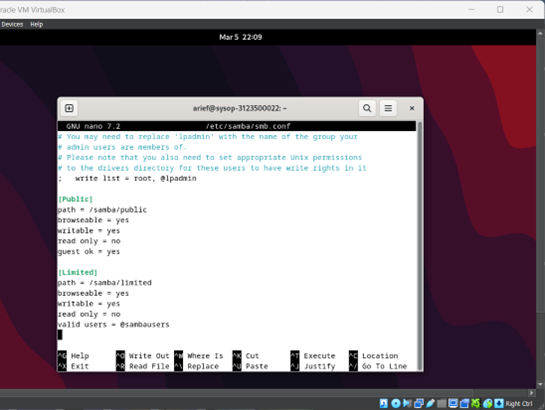 racle VM VirtualBox
Devices Help
Mar 5 22:09
arief@sysop-3123500022: ~
GNU nano 7.2 /etc/samba/smb.conf
# You may need to replace 'lpadmin' with the name of the group your
# admin users are members of.
# Please note that you also need to set appropriate Unix permissions
# to the drivers directory for these users to have write rights in it
; write list = root, @lpadmin
[Public]
path = /samba/public
browseable = yes
writable = yes
read only = no
guest ok = yes
[Limited]
path = /samba/limited
browseable = yes
writable = yes
read only = no
valid users = @sambausers
^G Help ^O Write Out ^W Where Is ^K Cut ^T Execute ^C Location
^X Exit ^R Read File ^\ Replace ^U Paste ^J Justify ^/ Go To Line
Right Ctrl